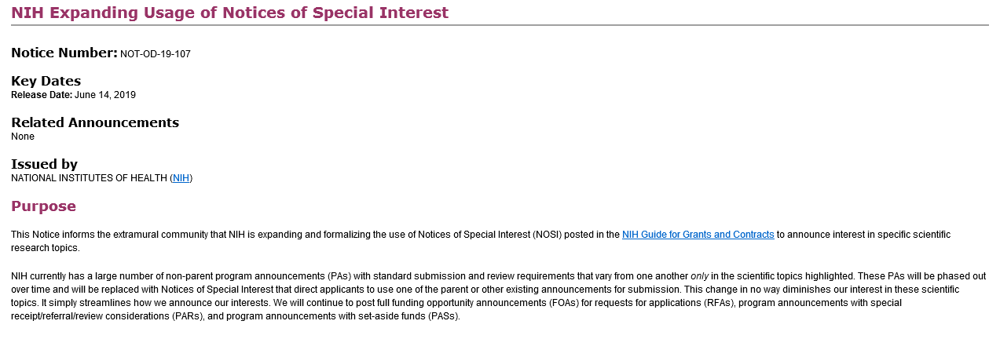 NIH Expanding Usage of Notices of Special Interest
Notice Number: NOT-OD-19-107
Key Dates
Release Date: June 14, 2019
Related Announcements
None
Issued by
NATIONAL INSTITUTES OF HEALTH (NIH)
Purpose
This Notice informs the extramural community that NIH is expanding and formalizing the use of Notices of Special Interest (NOSI) posted in the NIH Guide for Grants and Contracts to announce interest in specific scientific
research topics.
NIH currently has a large number of non-parent program announcements (PAs) with standard submission and review requirements that vary from one another only in the scientific topics highlighted. These PAs will be phased out
over time and will be replaced with Notices of Special Interest that direct applicants to use one of the parent or other existing announcements for submission. This change in no way diminishes our interest in these scientific
topics. It simply streamlines how we announce our interests. We will continue to post full funding opportunity announcements (FOAs) for requests for applications (RFAs), program announcements with special
receipt/referral/review considerations (PARs), and program announcements with set-aside funds (PASs).